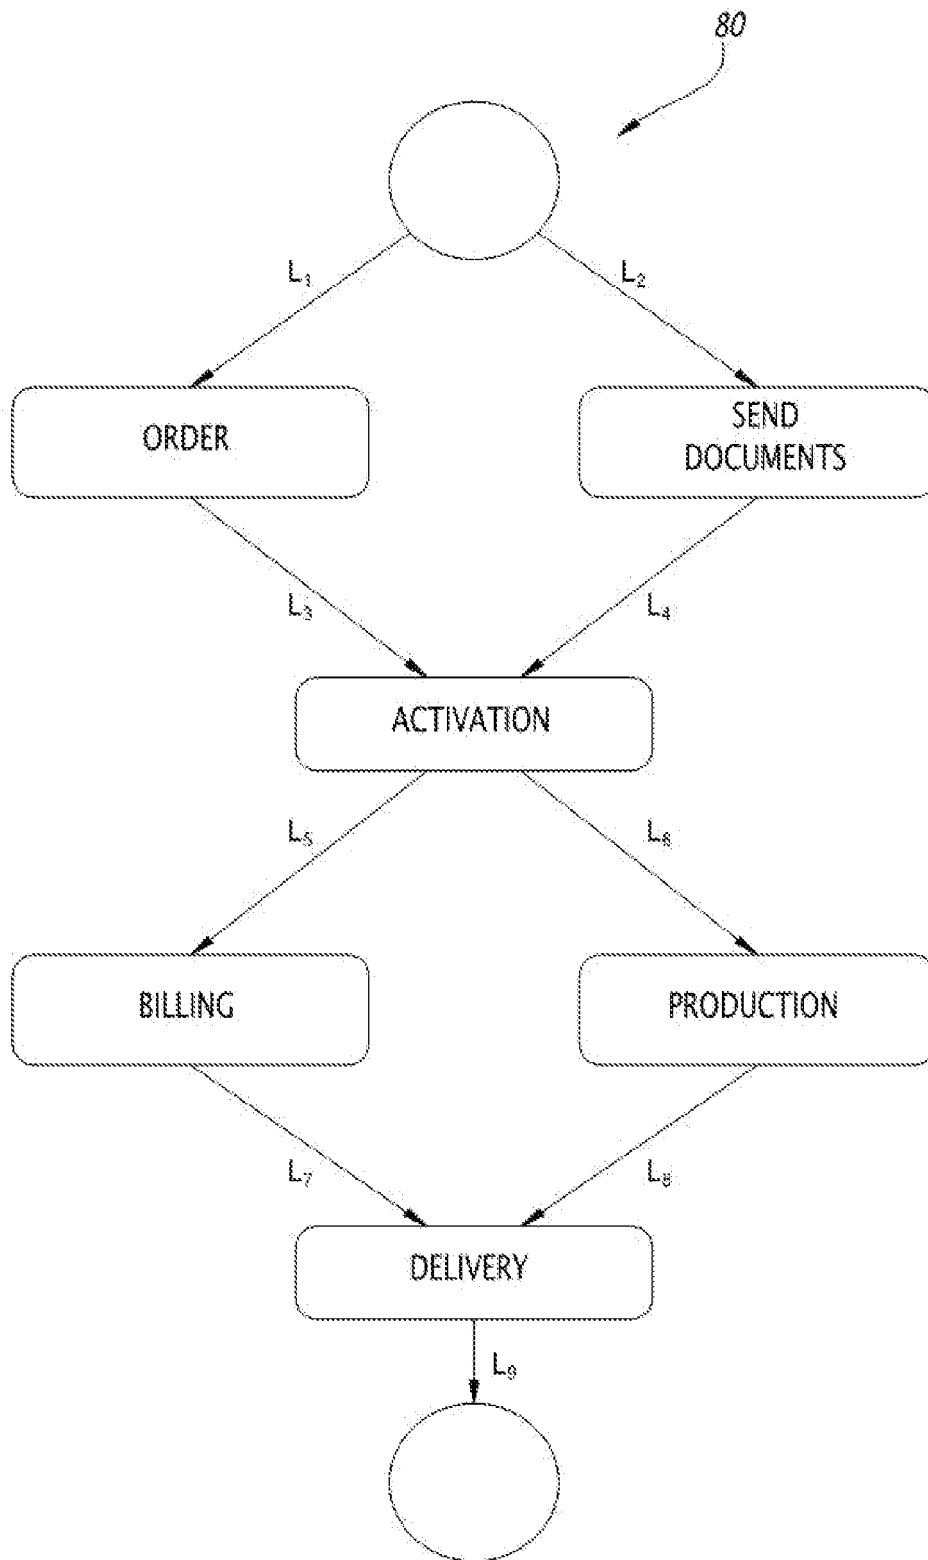 80
L₁
L₂
ORDER
SEND
DOCUMENTS
L₃
L₄
ACTIVATION
L₅
L₆
BILLING
PRODUCTION
L₇
L₈
DELIVERY
L₉